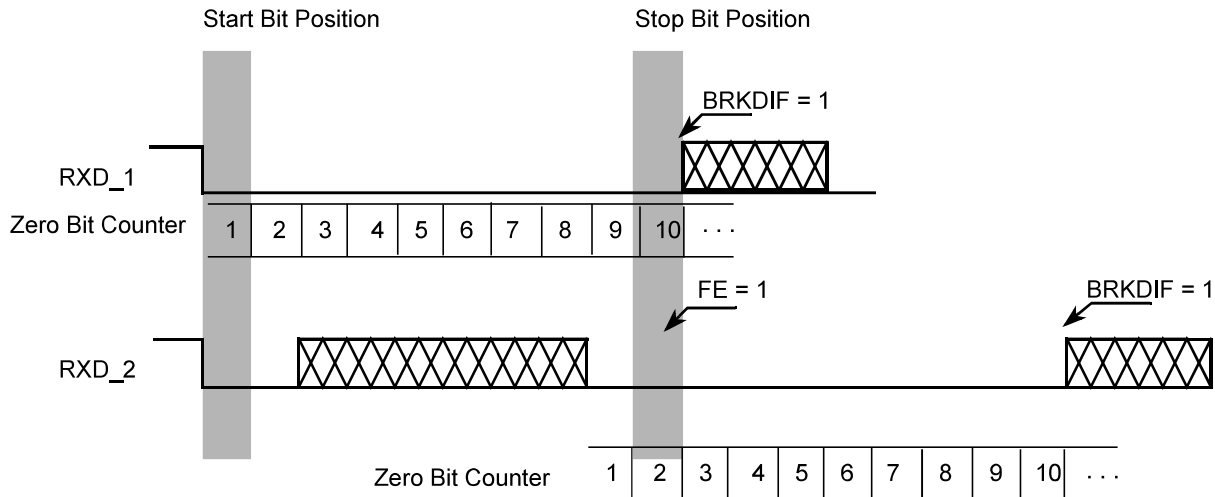 Start Bit Position
Stop Bit Position
BRKDIF = 1
RXD_1
Zero Bit Counter
1 2 3 4 5 6 7 8 9 10 . . .
FE = 1
BRKDIF = 1
RXD_2
Zero Bit Counter
1 2 3 4 5 6 7 8 9 10 . . .